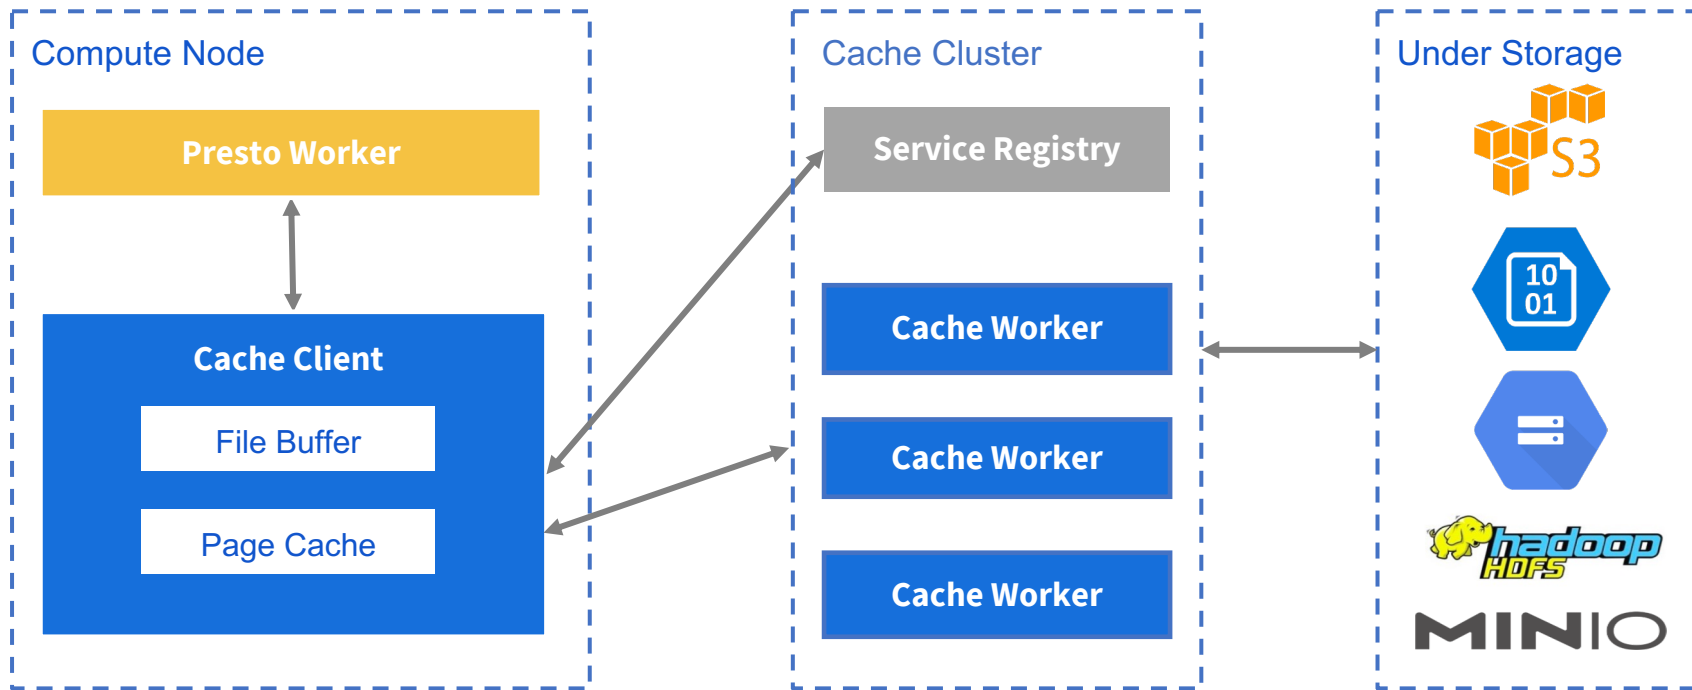 Compute Node
Presto Worker
Cache Client
File Buffer
Page Cache
Cache Cluster
Service Registry
Cache Worker
Cache Worker
Cache Worker
Under Storage
S3
10
01
hadoop
HDFS
MINIO